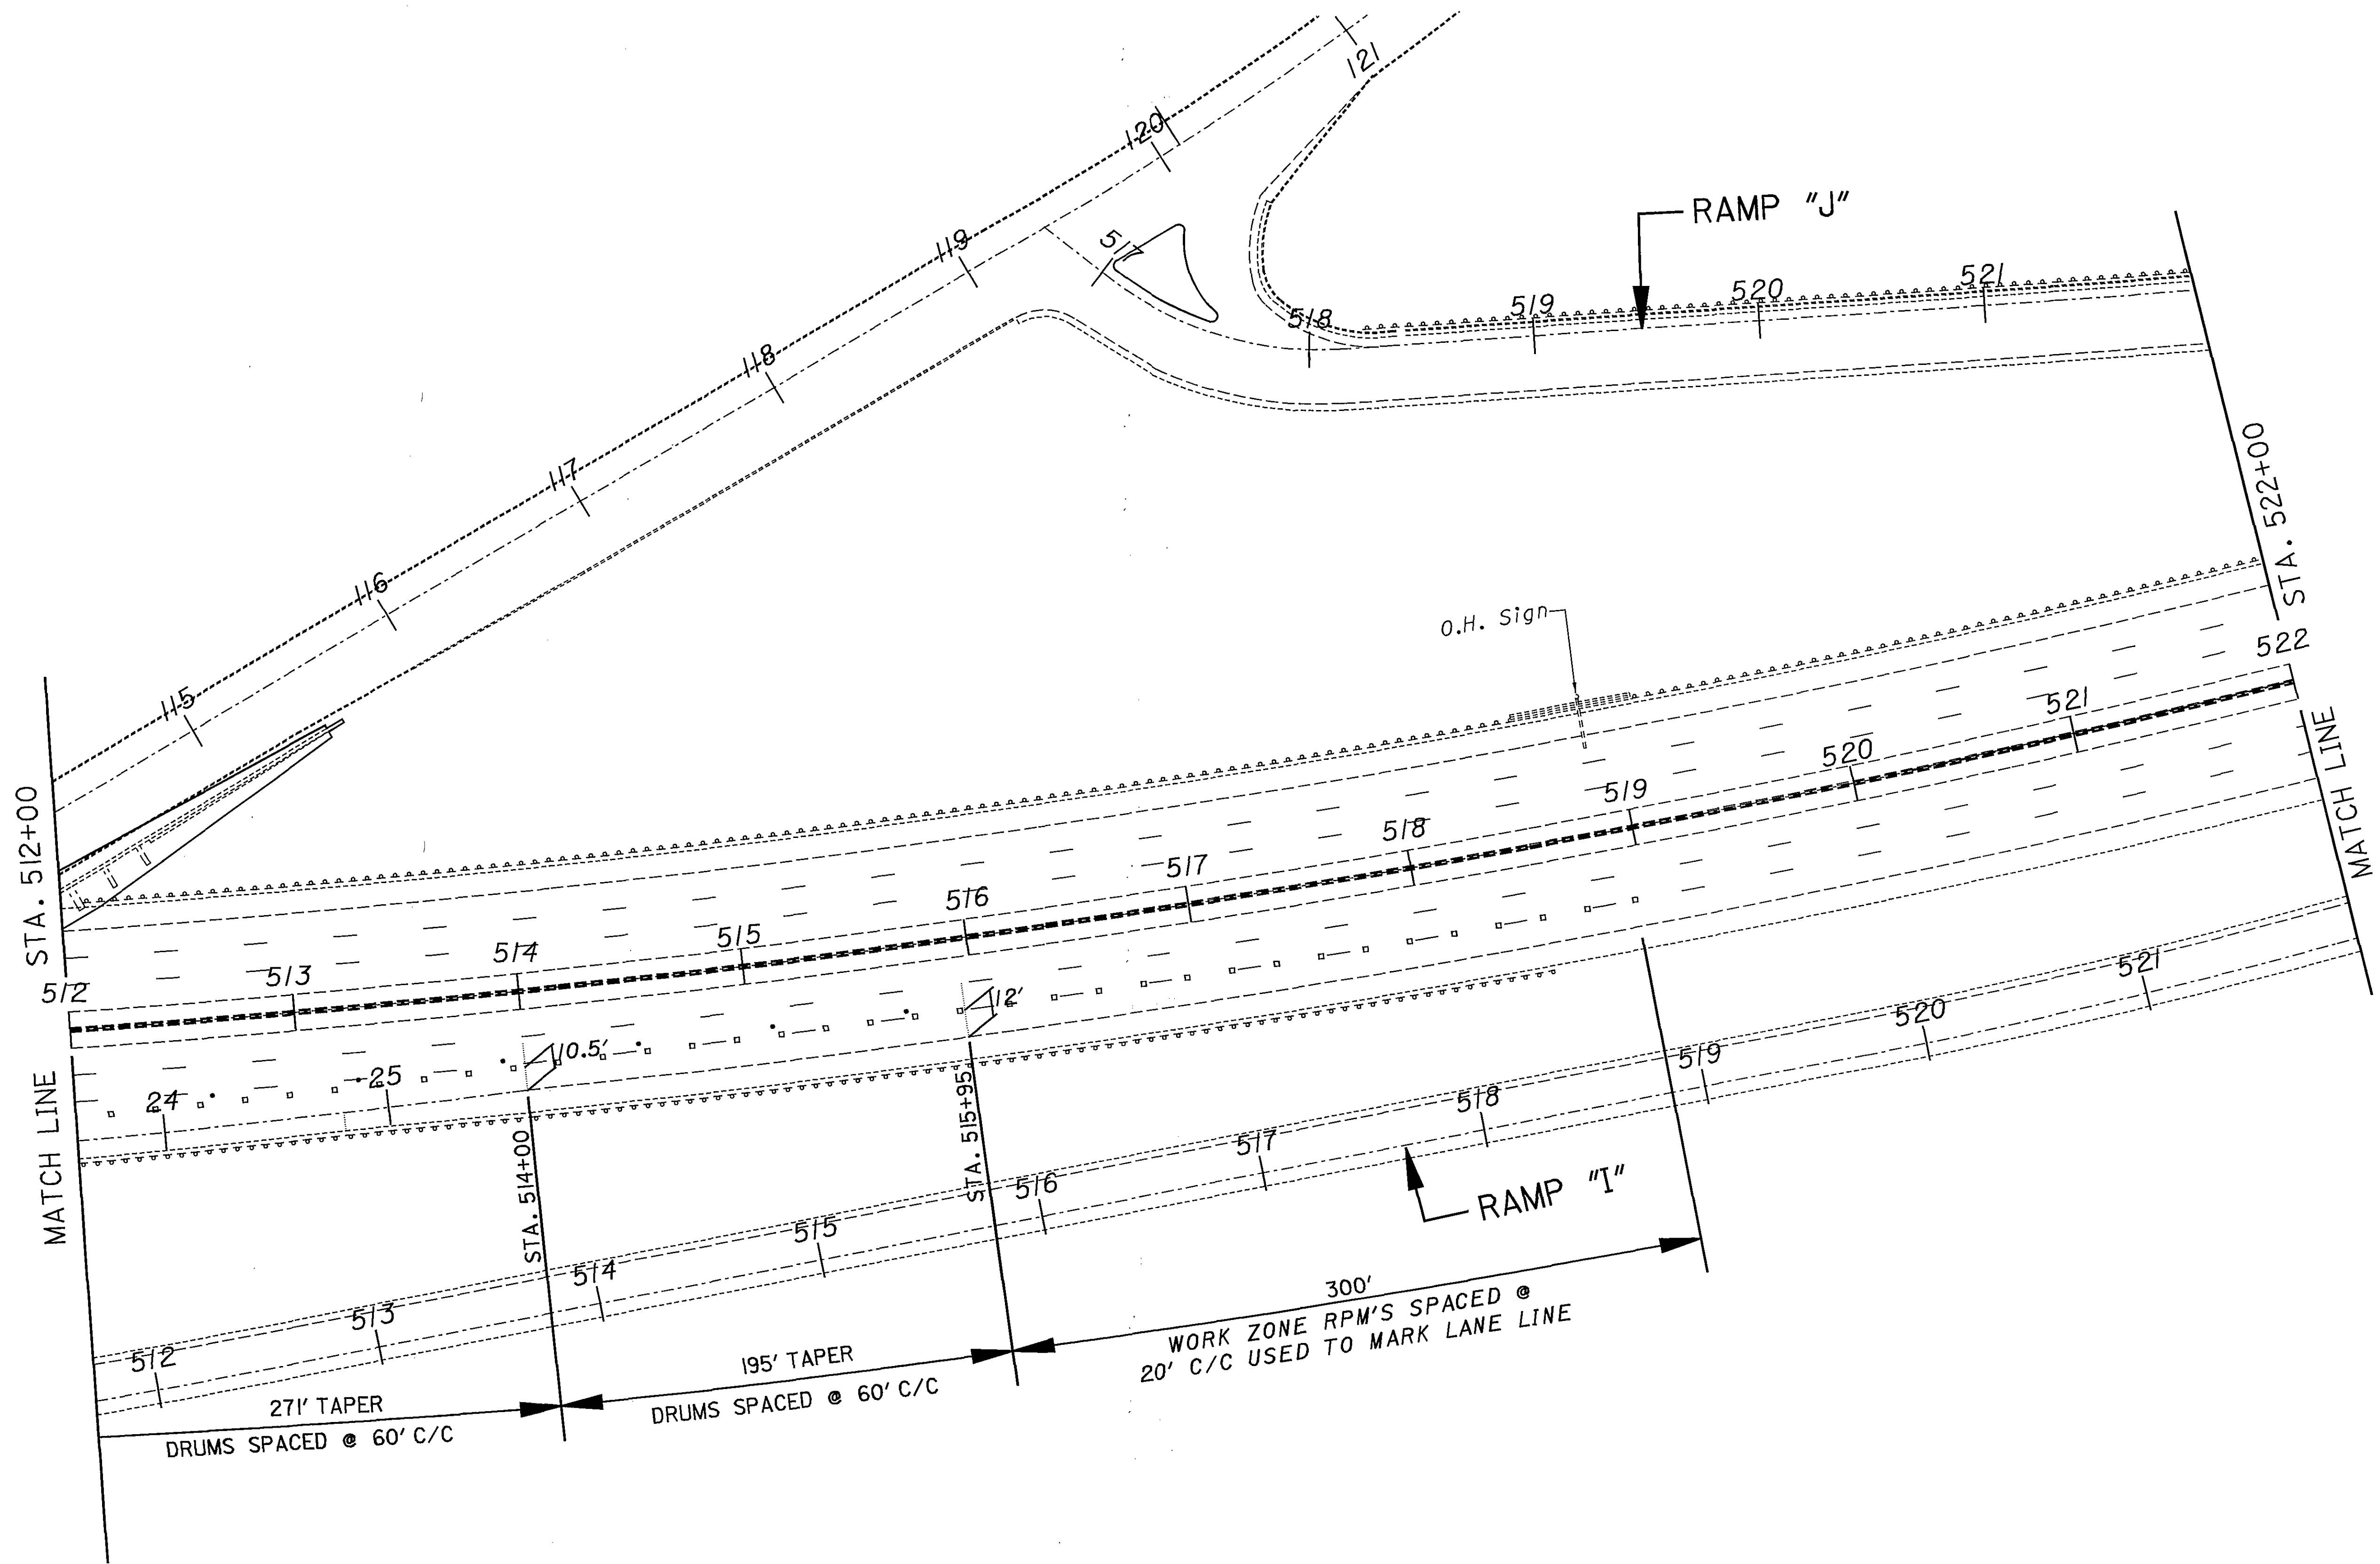 121
120
119
118
117
116
115
517
518
519
520
521
RAMP "J"
STA. 522+00
MATCH LINE
O.H. Sign
STA. 512+00
MATCH LINE
512
513
514
515
516
517
518
519
520
521
522
24
25
10.5'
12'
STA. 514+00
STA. 515+95
512
513
514
515
516
517
518
519
520
521
RAMP "I"
271' TAPER
DRUMS SPACED @ 60' C/C
195' TAPER
DRUMS SPACED @ 60' C/C
300'
WORK ZONE RPM'S SPACED @
20' C/C USED TO MARK LANE LINE